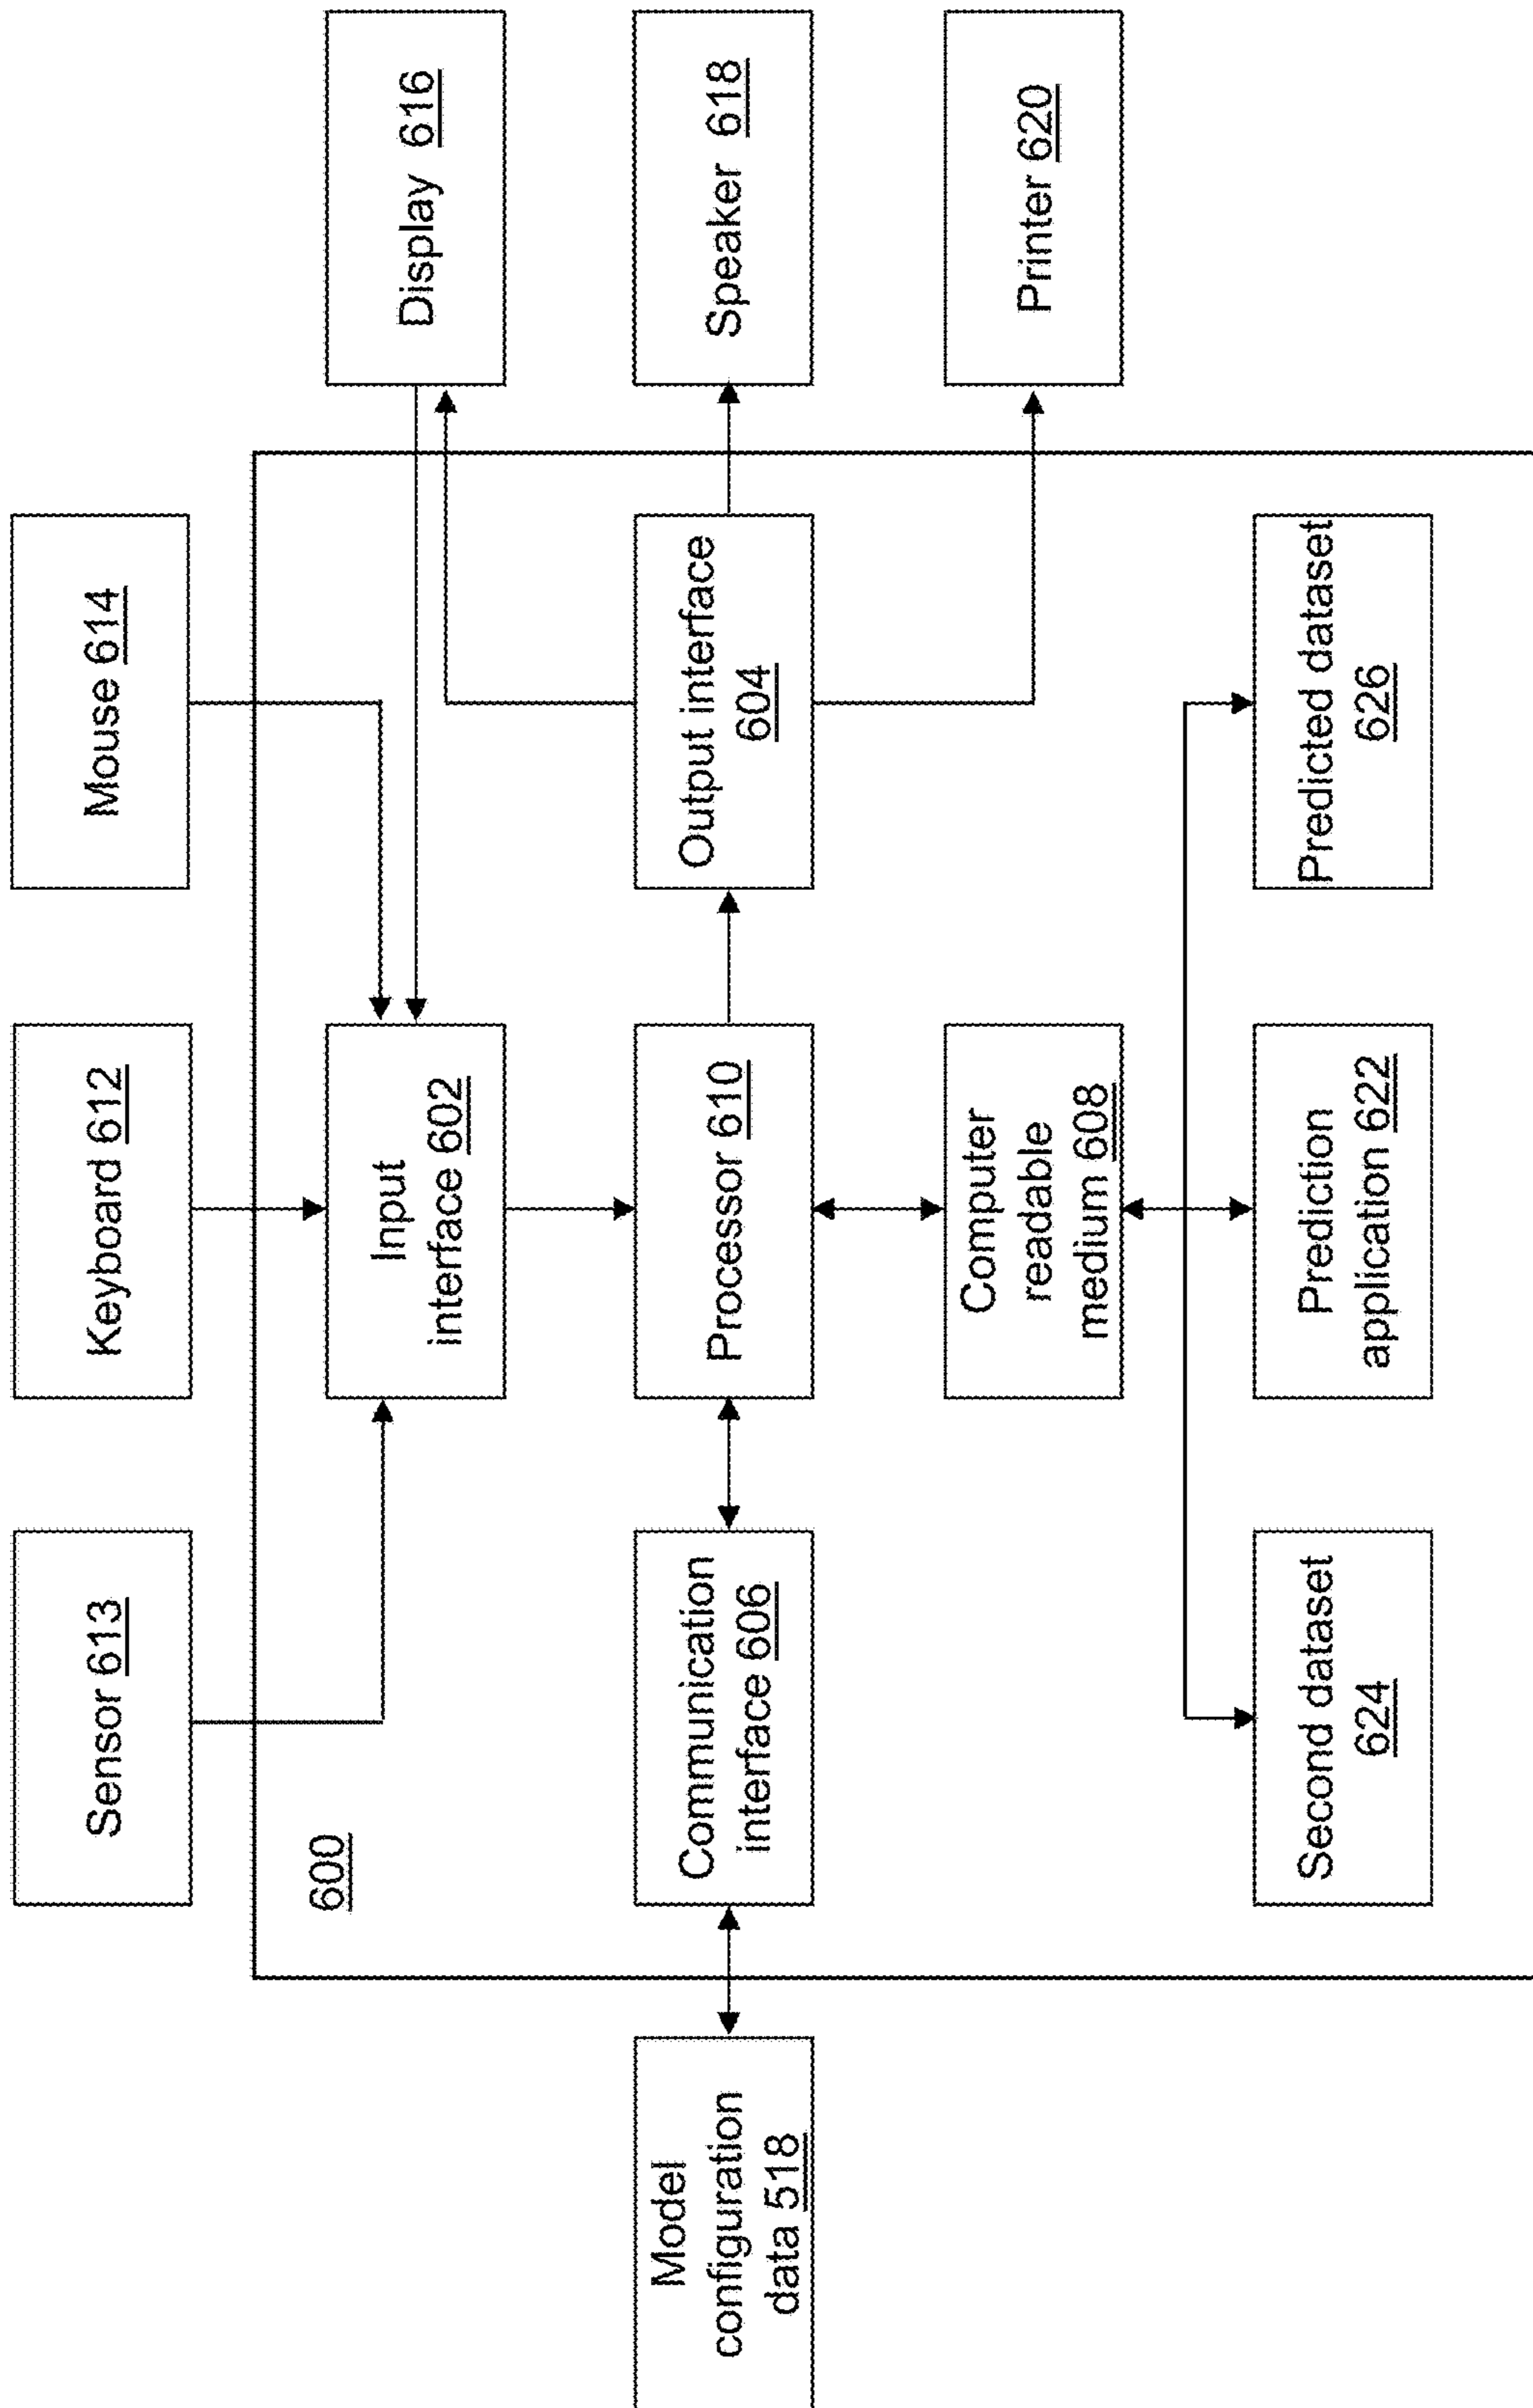 Sensor 613
Keyboard 612
Mouse 614
600
Input
interface 602
Display 616
Model
configuration
data 518
Communication
interface 606
Processor 610
Output interface
604
Speaker 618
Computer
readable
medium 608
Printer 620
Second dataset
624
Prediction
application 622
Predicted dataset
626